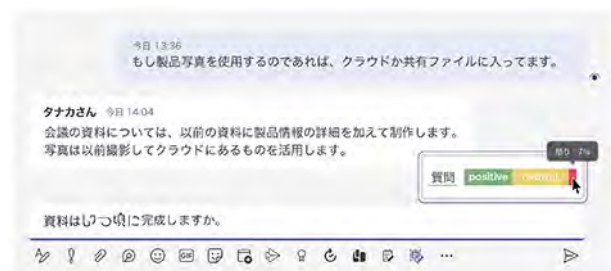 今日 13:36
もし製品写真を使用するのであれば、クラウドか共有ファイルに入ってます。
タナカさん 今日 14:04
会議の資料については、以前の資料に製品情報の詳細を加えて制作します。
写真は以前撮影してクラウドにあるものを活用します。
怒り：7%
質問 positive neutral
資料はいつ頃に完成しますか。
GIF